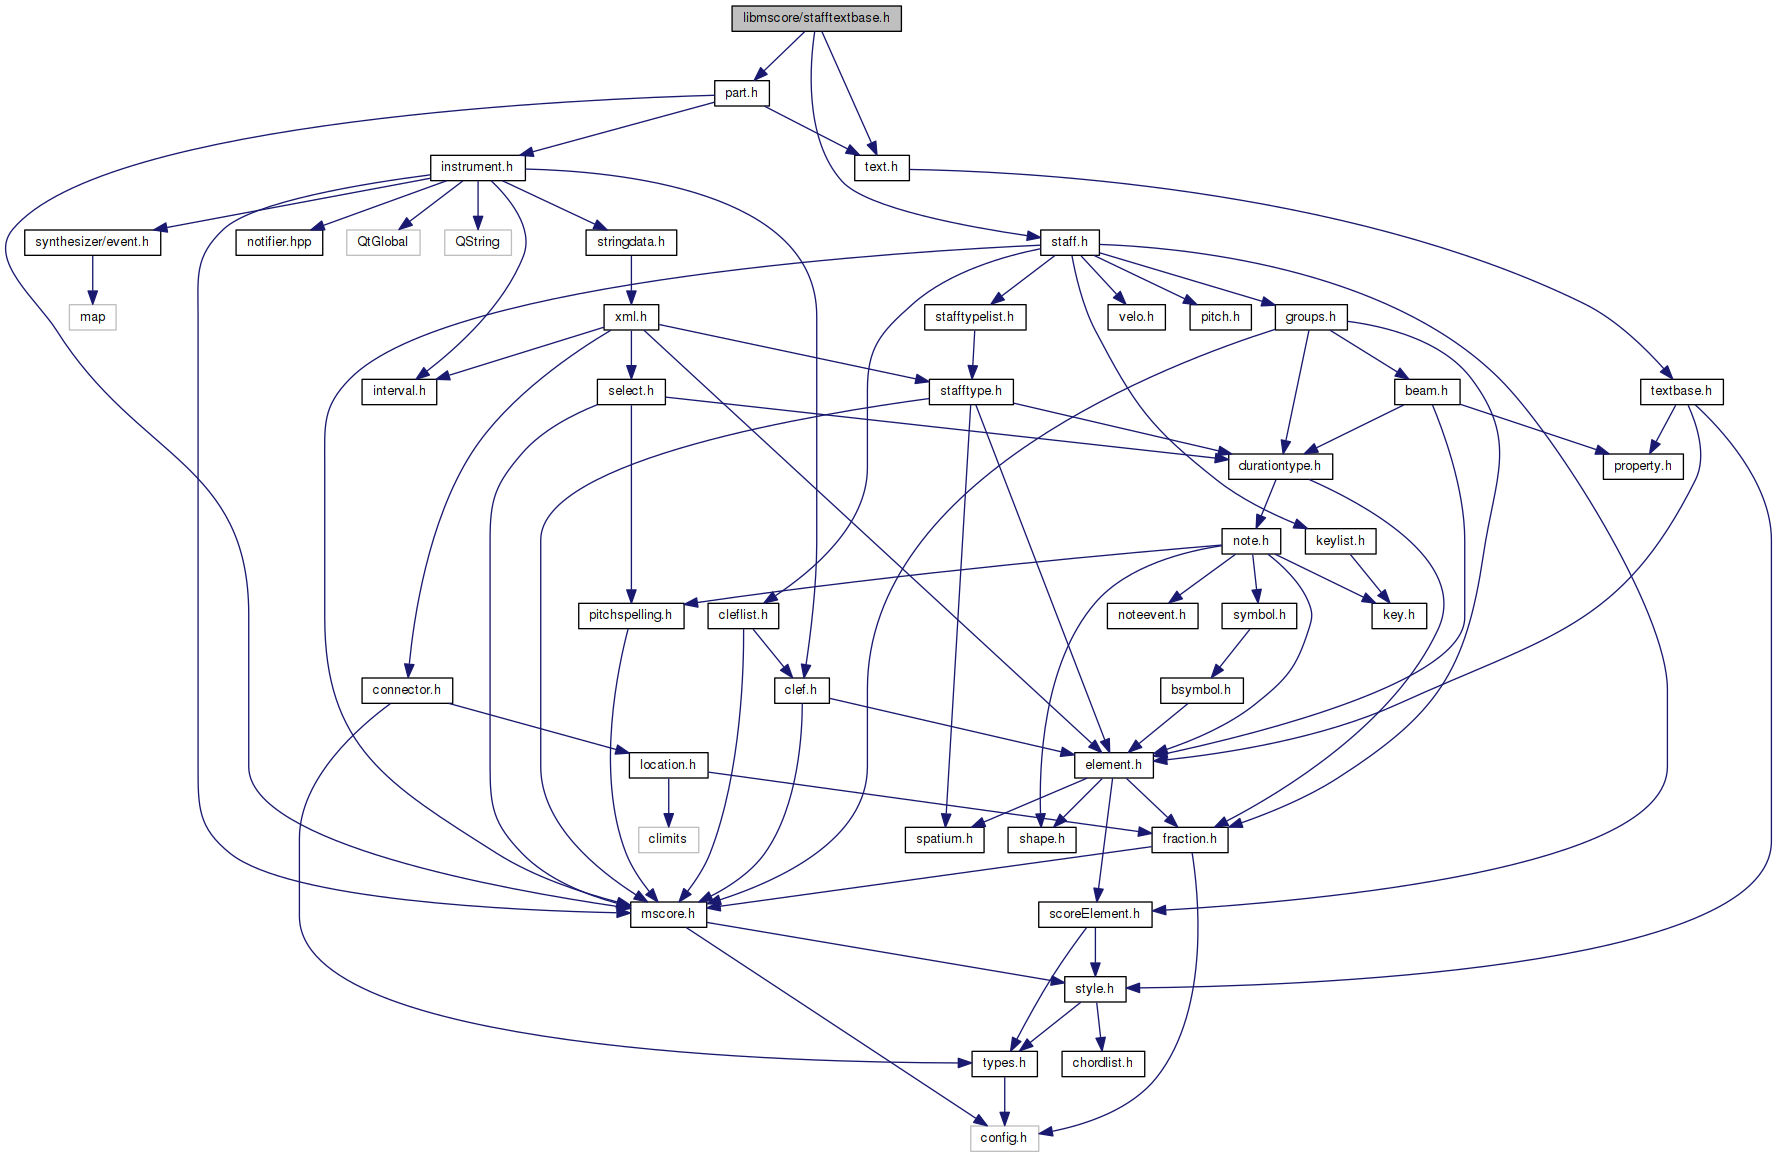 libmscore/stafftextbase.h
part.h
instrument.h
text.h
synthesizer/event.h
notifier.hpp
QtGlobal
QString
stringdata.h
staff.h
map
xml.h
stafftypelist.h
velo.h
pitch.h
groups.h
interval.h
select.h
stafftype.h
beam.h
textbase.h
durationtype.h
property.h
note.h
keylist.h
pitchspelling.h
cleflist.h
noteevent.h
symbol.h
key.h
connector.h
clef.h
bsymbol.h
location.h
element.h
climits
spatium.h
shape.h
fraction.h
mscore.h
scoreElement.h
style.h
types.h
chordlist.h
config.h